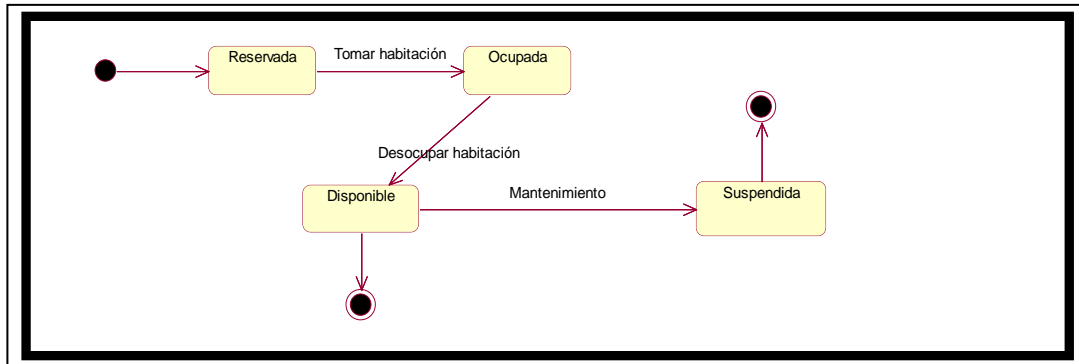 Reservada
Tomar habitación
Ocupada
Desocupar habitación
Disponible
Mantenimiento
Suspendida